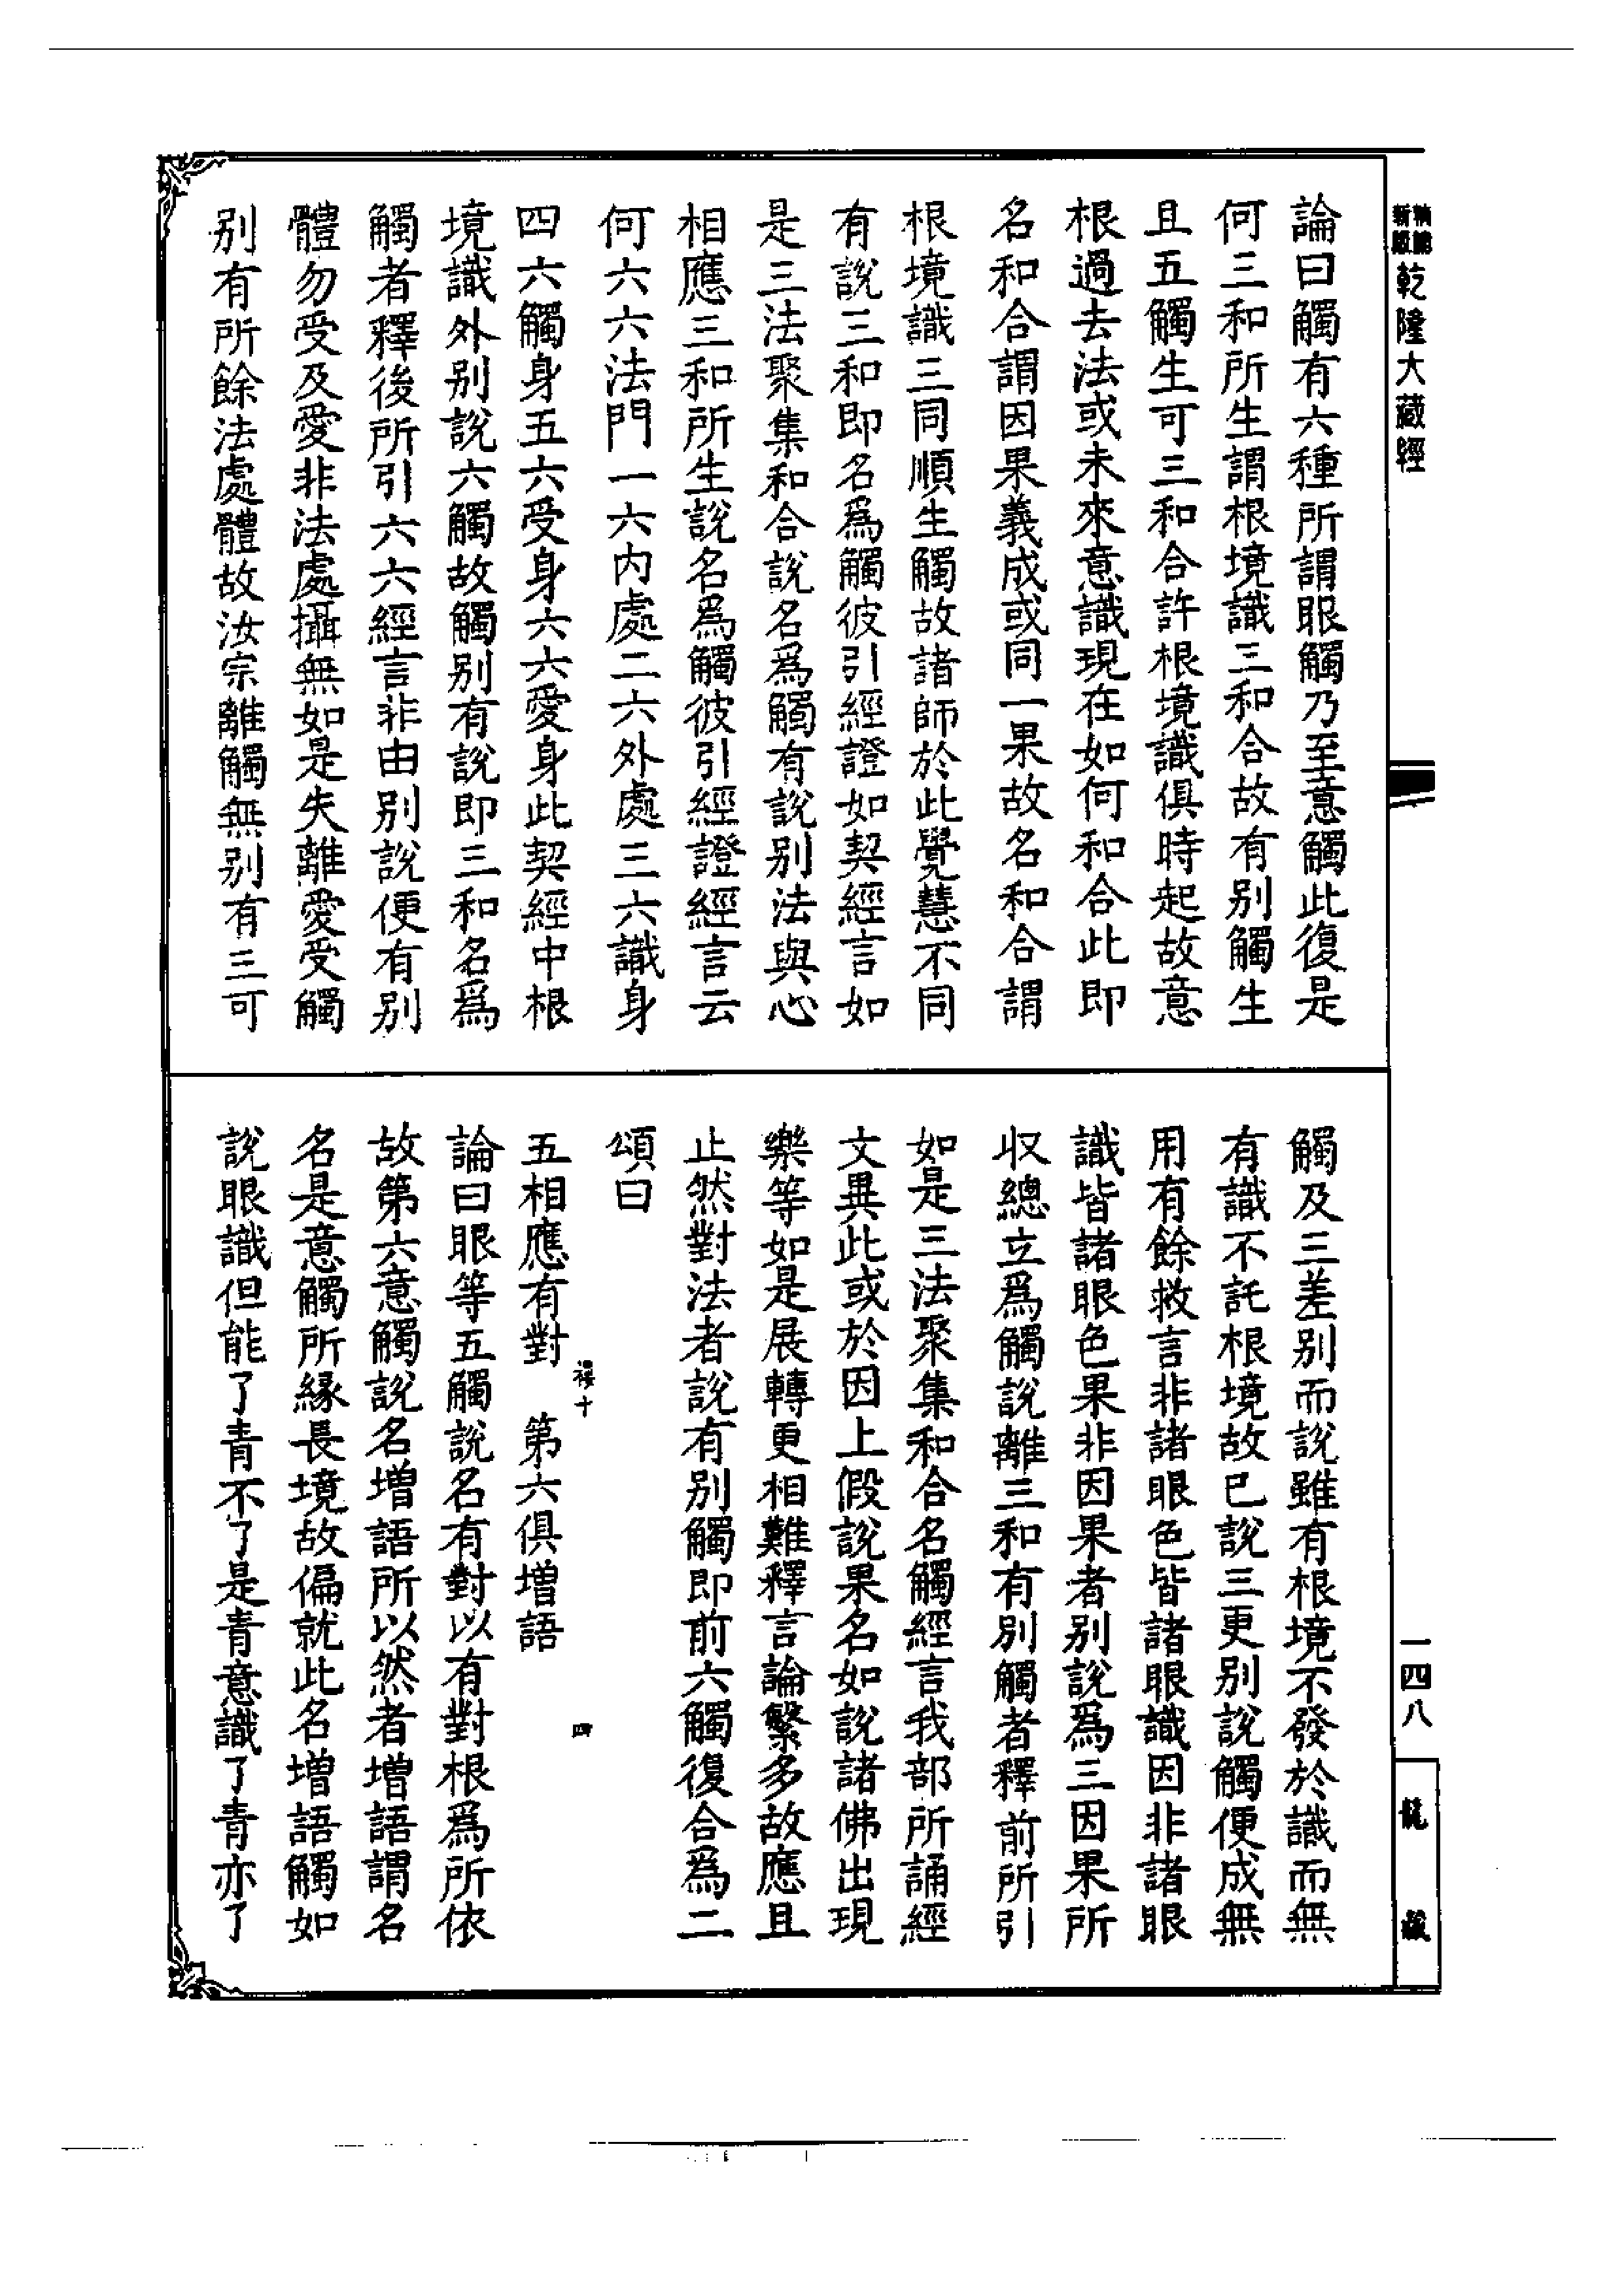 新編縮版乾隆大藏經
論曰觸有六種所謂眼觸乃至意觸此復是
何三和所生謂根境識三和合故有别觸生
且五觸生可三和合許根境識俱時起故意
根過去法或未來意識現在如何和合此即
名和合謂因果義成或同一果故名和合謂
根境識三同順生觸故諸師於此覺慧不同
有說三和即名爲觸彼引經證如契經言如
是三法聚集和合說名爲觸有說别法與心
相應三和所生說名爲觸彼引經證經言云
何六六法門一六内處二六外處三六識身
四六觸身五六受身六六愛身此契經中根
境識外别說六觸故觸别有說即三和名爲
觸者釋後所引六六經言非由别說便有别
體勿受及愛非法處攝無如是失離愛受觸
别有所餘法處體故汝宗離觸無别有三可
觸及三差别而說雖有根境不發於識而無
有識不託根境故已說三更别說觸便成無
用有餘救言非諸眼色皆諸眼識因非諸眼
識皆諸眼色果非因果者别說爲三因果所
収總立爲觸說離三和有别觸者釋前所引
如是三法聚集和合名觸經言我部所誦經
文異此或於因上假說果名如說諸佛出現
樂等如是展轉更相難釋言論繁多故應且
止然對法者說有别觸即前六觸復合爲二
頌曰
五相應有對　第六俱增語
論曰眼等五觸說名有對以有對根爲所依
故第六意觸說名增語所以然者增語謂名
名是意觸所緣長境故偏就此名增語觸如
說眼識但能了青不了是青意識了青亦了
一四八
龍藏